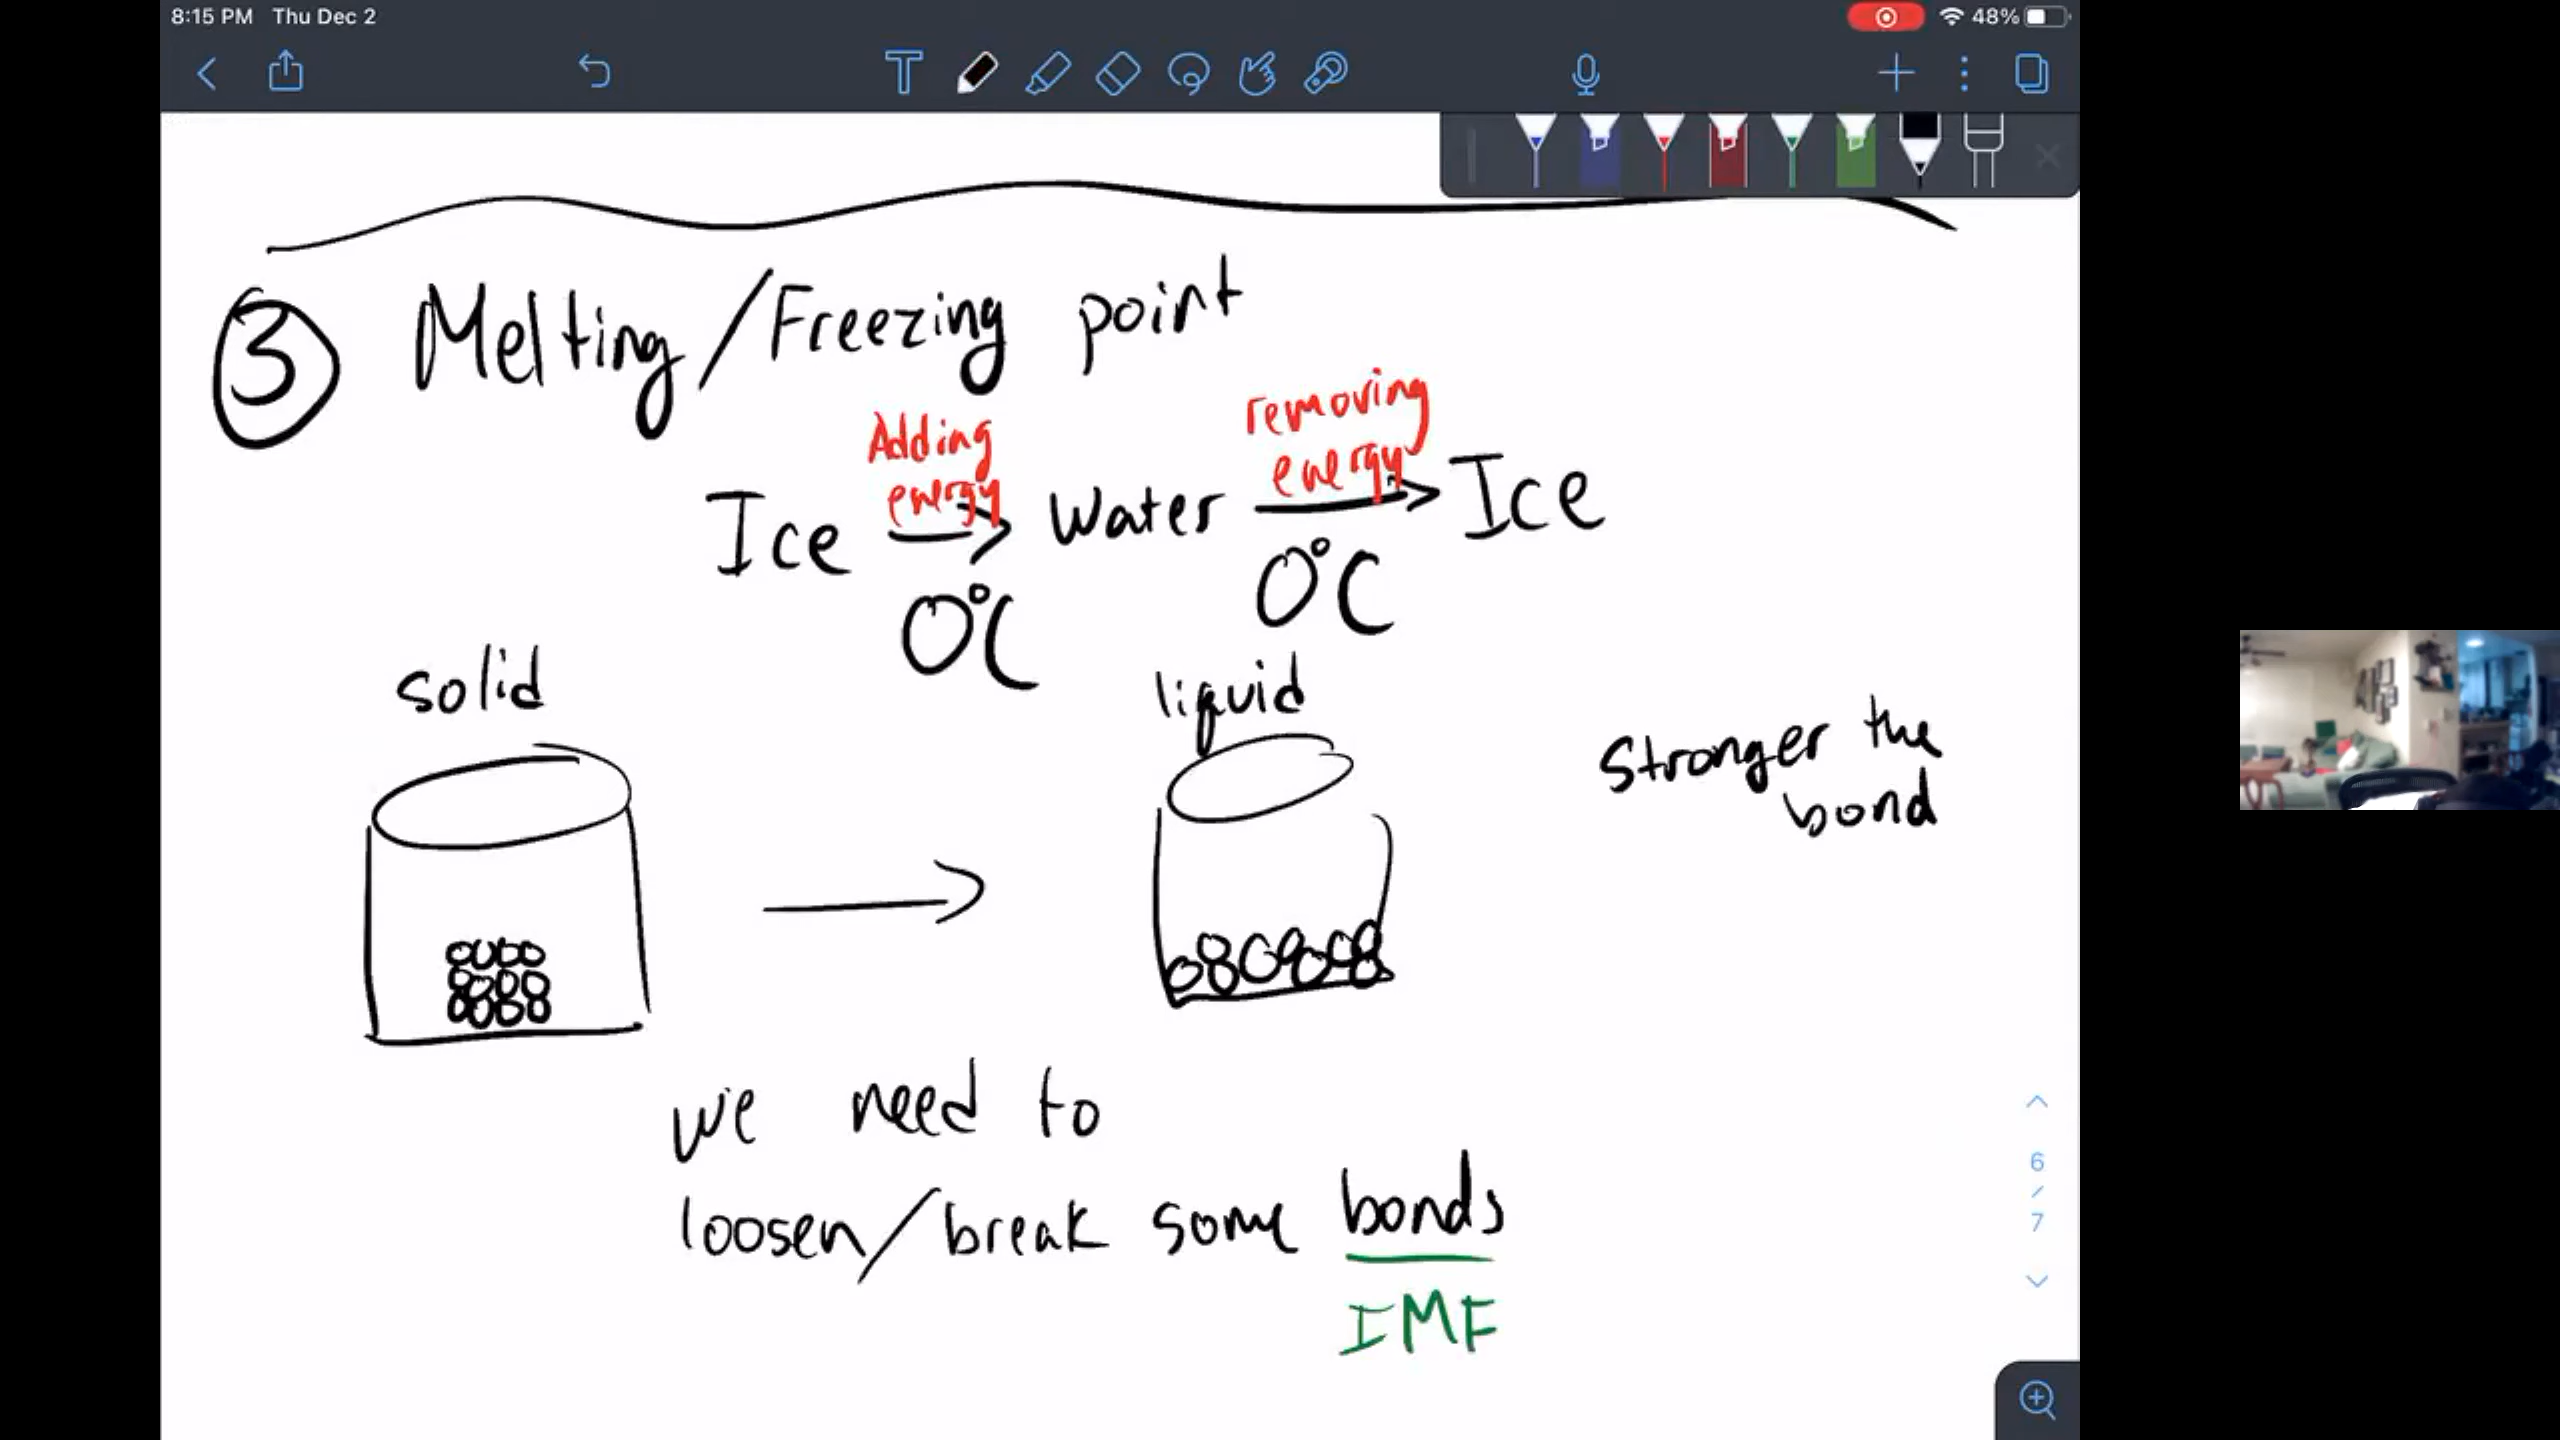 8:15 PM Thu Dec 2
48%
3 Melting/Freezing point
Adding
energy
removing
energy
Ice → Water → Ice
0°C 0°C
solid
liquid
Stronger the
bond
we need to
loosen/break some bonds
IMF
6
/
7